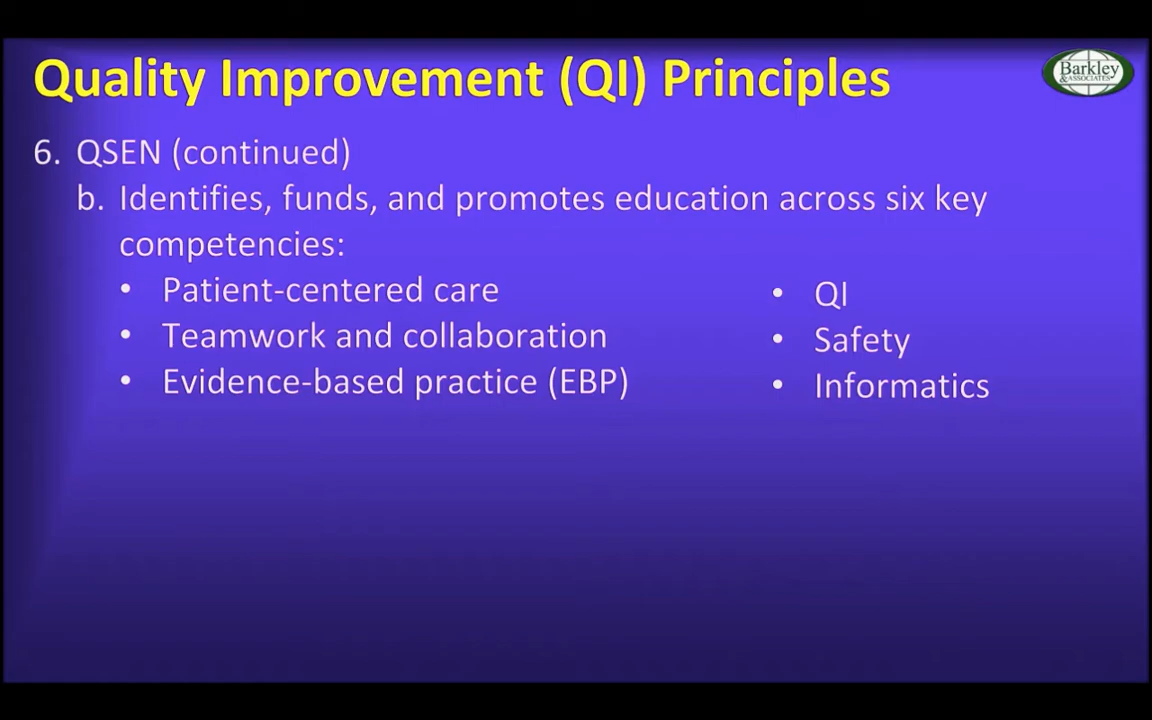 Quality Improvement (QI) Principles
Barkley
& ASSOCIATES
6. QSEN (continued)
b. Identifies, funds, and promotes education across six key
competencies:
• Patient-centered care
• Teamwork and collaboration
• Evidence-based practice (EBP)
• QI
• Safety
• Informatics